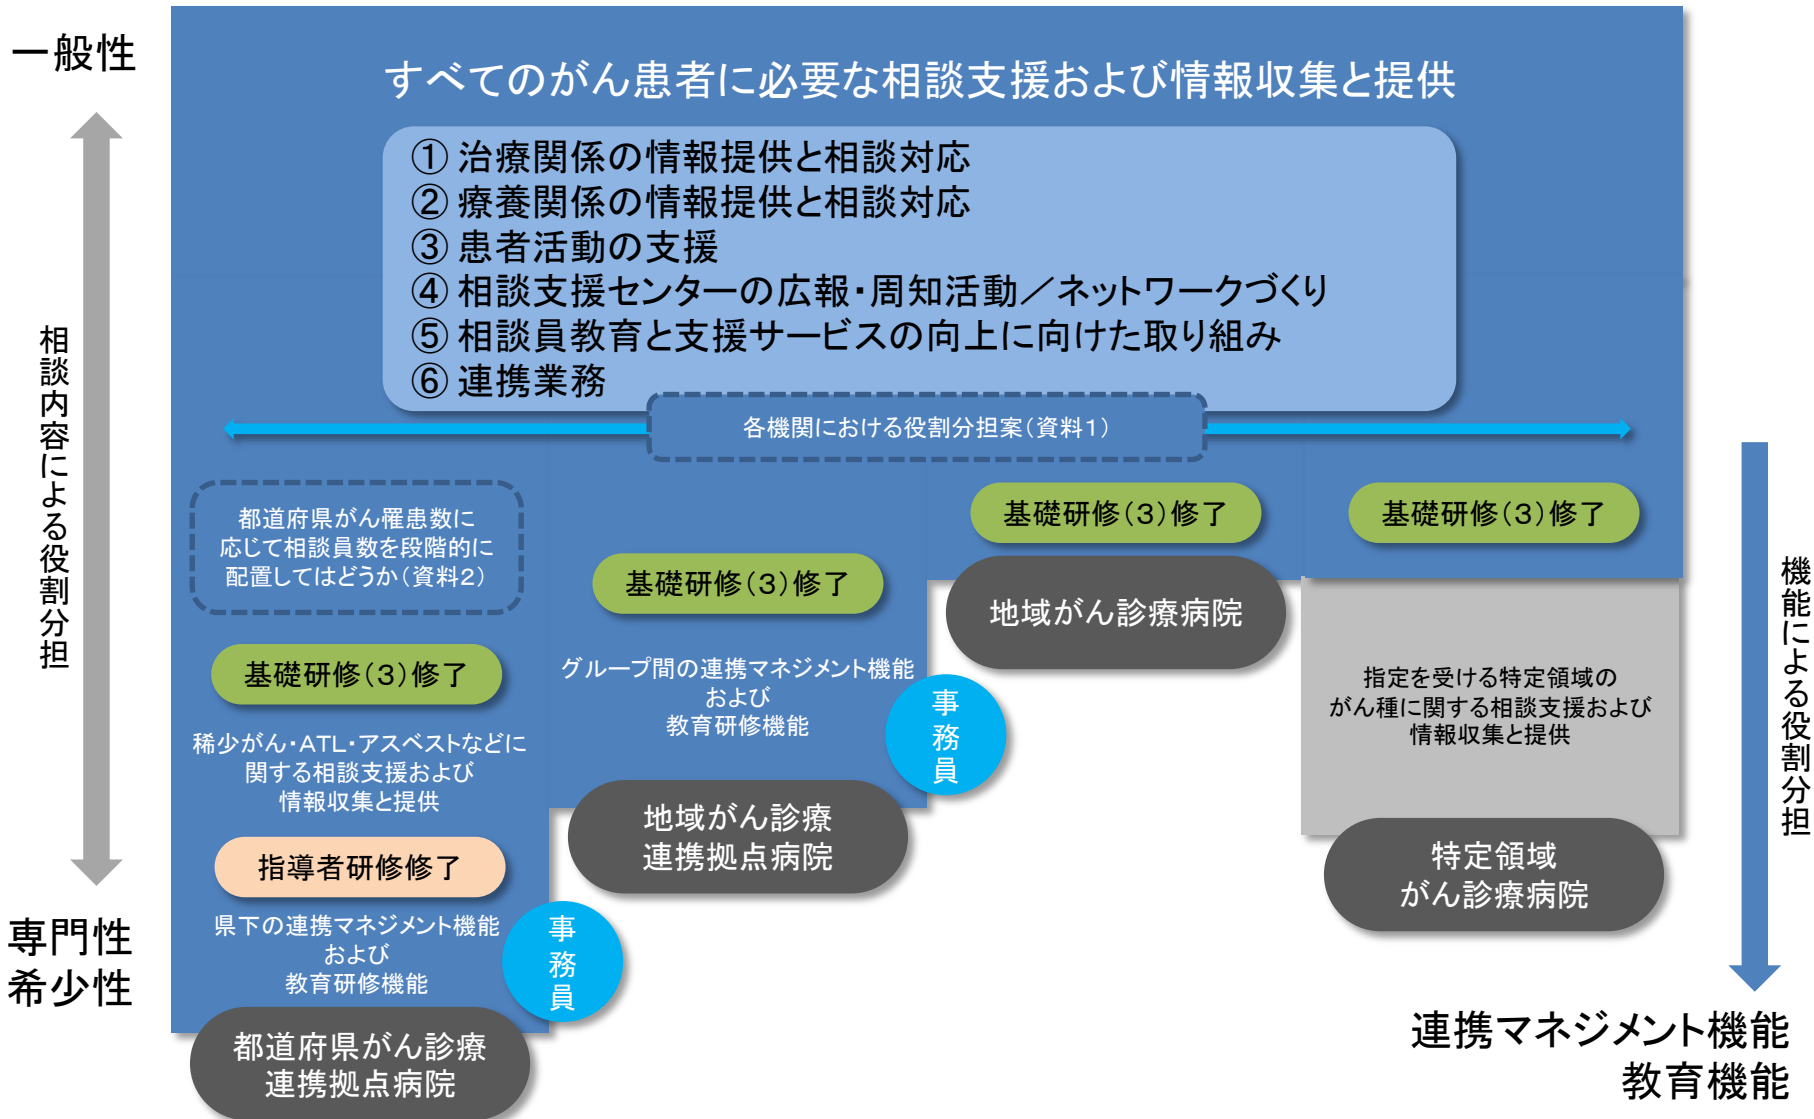 一般性
すべてのがん患者に必要な相談支援および情報収集と提供
① 治療関係の情報提供と相談対応
② 療養関係の情報提供と相談対応
③ 患者活動の支援
④ 相談支援センターの広報・周知活動／ネットワークづくり
⑤ 相談員教育と支援サービスの向上に向けた取り組み
⑥ 連携業務
各機関における役割分担案（資料１）
相談内容による役割分担
都道府県がん罹患数に
応じて相談員数を段階的に
配置してはどうか（資料２）
基礎研修（３）修了
稀少がん・ATL・アスベストなどに
関する相談支援および
情報収集と提供
指導者研修修了
県下の連携マネジメント機能
および
教育研修機能
事務員
都道府県がん診療
連携拠点病院
基礎研修（３）修了
グループ間の連携マネジメント機能
および
教育研修機能
事務員
地域がん診療
連携拠点病院
基礎研修（３）修了
地域がん診療病院
基礎研修（３）修了
指定を受ける特定領域の
がん種に関する相談支援および
情報収集と提供
特定領域
がん診療病院
機能による役割分担
専門性
希少性
連携マネジメント機能
教育機能